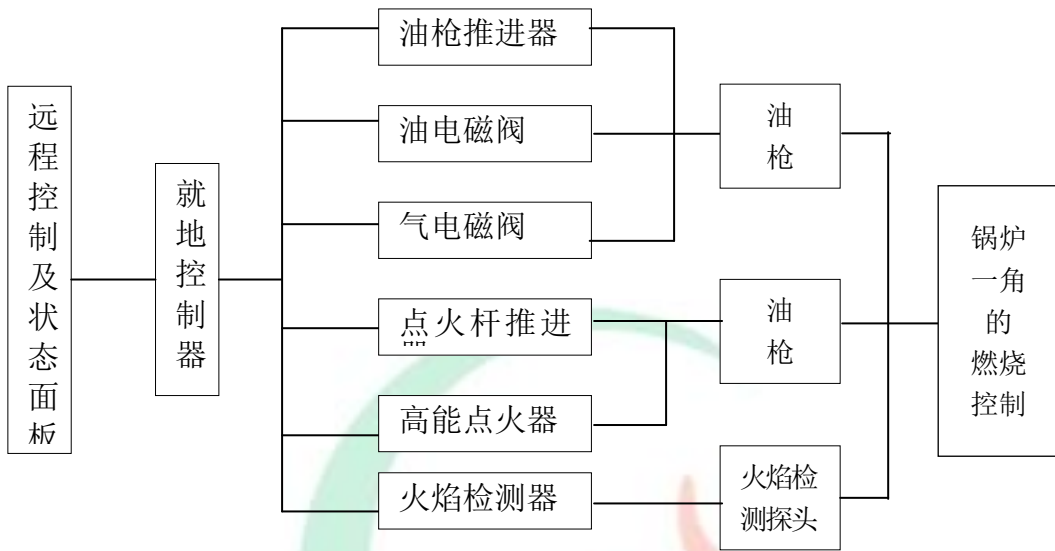 远
程
控
制
及
状
态
面
板
就
地
控
制
器
油枪推进器
油电磁阀
气电磁阀
点火杆推进
器
高能点火器
火焰检测器
油
枪
油
枪
火焰检
测探头
锅炉
一角
的
燃烧
控制